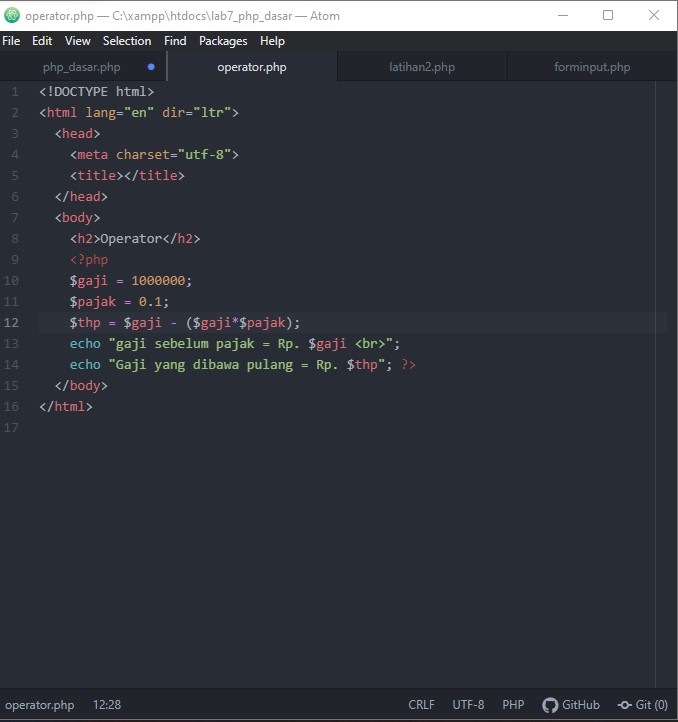 operator.php — C:\xampp\htdocs\lab7_php_dasar — Atom
File Edit View Selection Find Packages Help
php_dasar.php operator.php latihan2.php forminput.php
1 <!DOCTYPE html>
2 <html lang="en" dir="ltr">
3 <head>
4 <meta charset="utf-8">
5 <title></title>
6 </head>
7 <body>
8 <h2>Operator</h2>
9 <?php
10 $gaji = 1000000;
11 $pajak = 0.1;
12 $thp = $gaji - ($gaji*$pajak);
13 echo "gaji sebelum pajak = Rp. $gaji <br>";
14 echo "Gaji yang dibawa pulang = Rp. $thp"; ?>
15 </body>
16 </html>
17
operator.php 12:28 CRLF UTF-8 PHP GitHub Git (0)